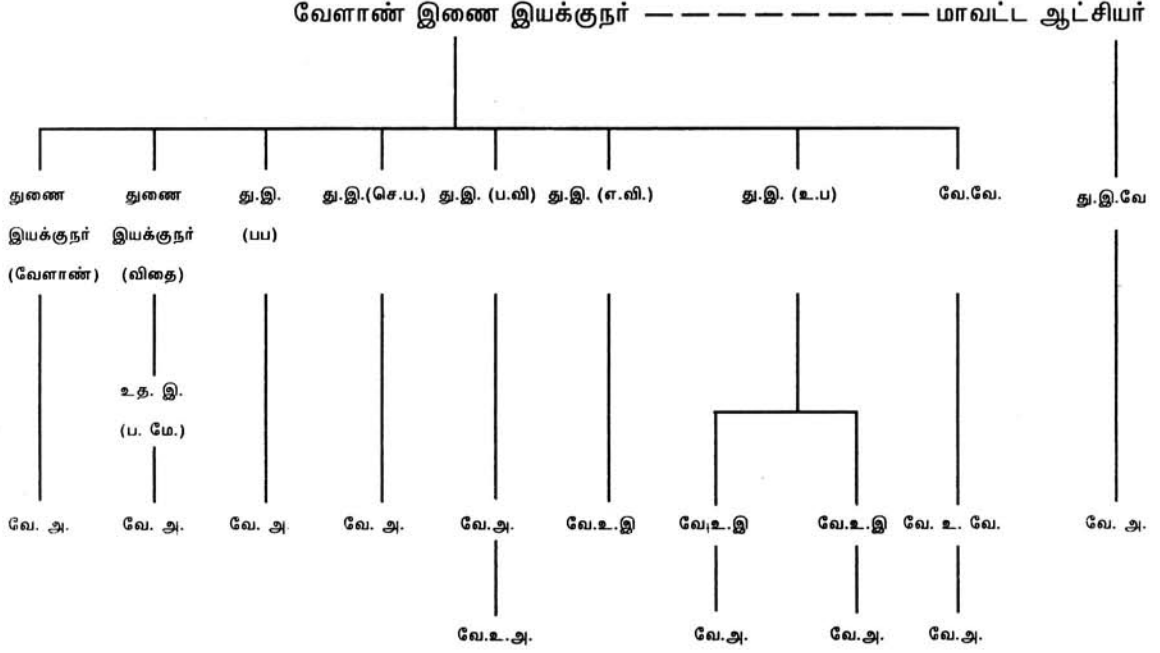 வேளாண் இணை இயக்குநர் — — — — — — — — மாவட்ட ஆட்சியர்
துணை துணை து.இ. து.இ.(செ.ப.) து.இ. (ப.வி) து.இ. (எ.வி.) து.இ. (உ.ப) வே.வே. து.இ.வே
இயக்குநர் இயக்குநர் (பப)
(வேளாண்) (விதை)
உத. இ.
(ப. மே.)
வே. அ. வே. அ. வே. அ. வே. அ. வே.அ. வே.உ.இ வே.உ.இ வே.உ.இ வே. உ. வே. வே. அ.
வே.உ.அ. வே.அ. வே.அ. வே.அ.